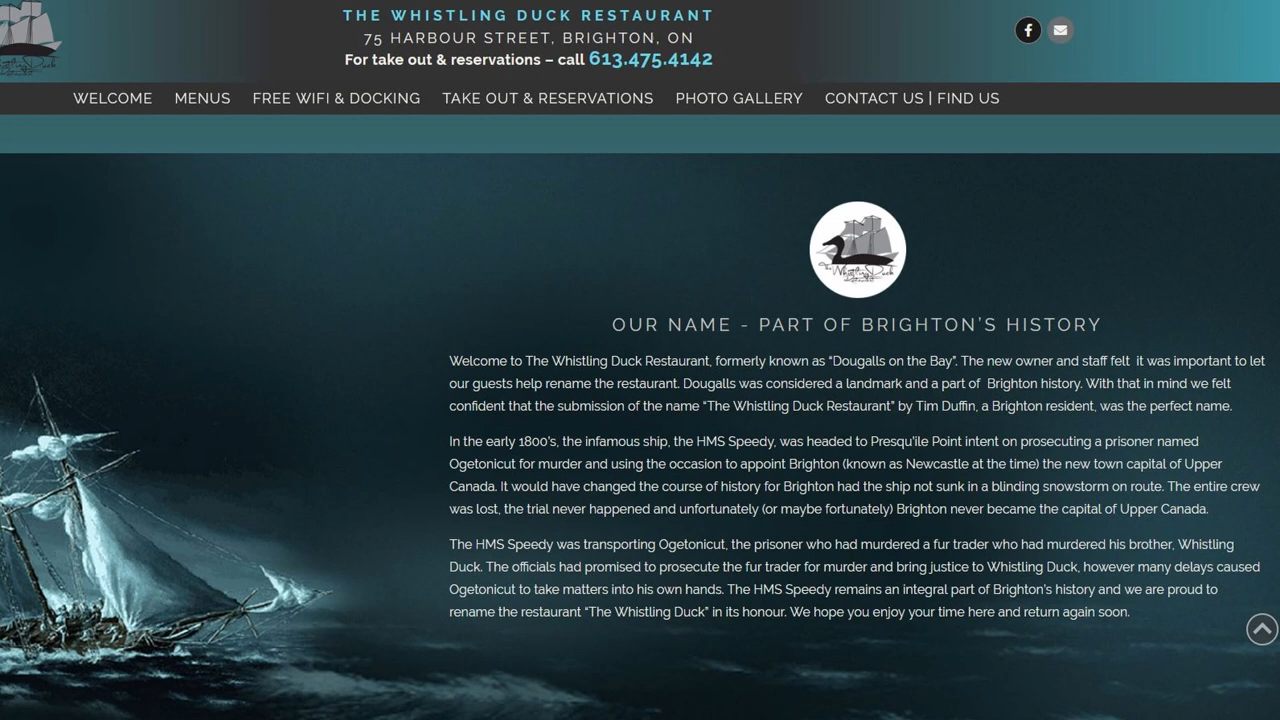 THE WHISTLING DUCK RESTAURANT
75 HARBOUR STREET, BRIGHTON, ON
For take out & reservations – call 613.475.4142
WELCOME MENUS FREE WIFI & DOCKING TAKE OUT & RESERVATIONS PHOTO GALLERY CONTACT US | FIND US
The Whistling Duck
OUR NAME - PART OF BRIGHTON'S HISTORY
Welcome to The Whistling Duck Restaurant, formerly known as “Dougalls on the Bay”. The new owner and staff felt  it was important to let
our guests help rename the restaurant. Dougalls was considered a landmark and a part of  Brighton history. With that in mind we felt
confident that the submission of the name “The Whistling Duck Restaurant” by Tim Duffin, a Brighton resident, was the perfect name.
In the early 1800's, the infamous ship, the HMS Speedy, was headed to Presqu'ile Point intent on prosecuting a prisoner named
Ogetonicut for murder and using the occasion to appoint Brighton (known as Newcastle at the time) the new town capital of Upper
Canada. It would have changed the course of history for Brighton had the ship not sunk in a blinding snowstorm on route. The entire crew
was lost, the trial never happened and unfortunately (or maybe fortunately) Brighton never became the capital of Upper Canada.
The HMS Speedy was transporting Ogetonicut, the prisoner who had murdered a fur trader who had murdered his brother, Whistling
Duck. The officials had promised to prosecute the fur trader for murder and bring justice to Whistling Duck, however many delays caused
Ogetonicut to take matters into his own hands. The HMS Speedy remains an integral part of Brighton's history and we are proud to
rename the restaurant “The Whistling Duck” in its honour. We hope you enjoy your time here and return again soon.